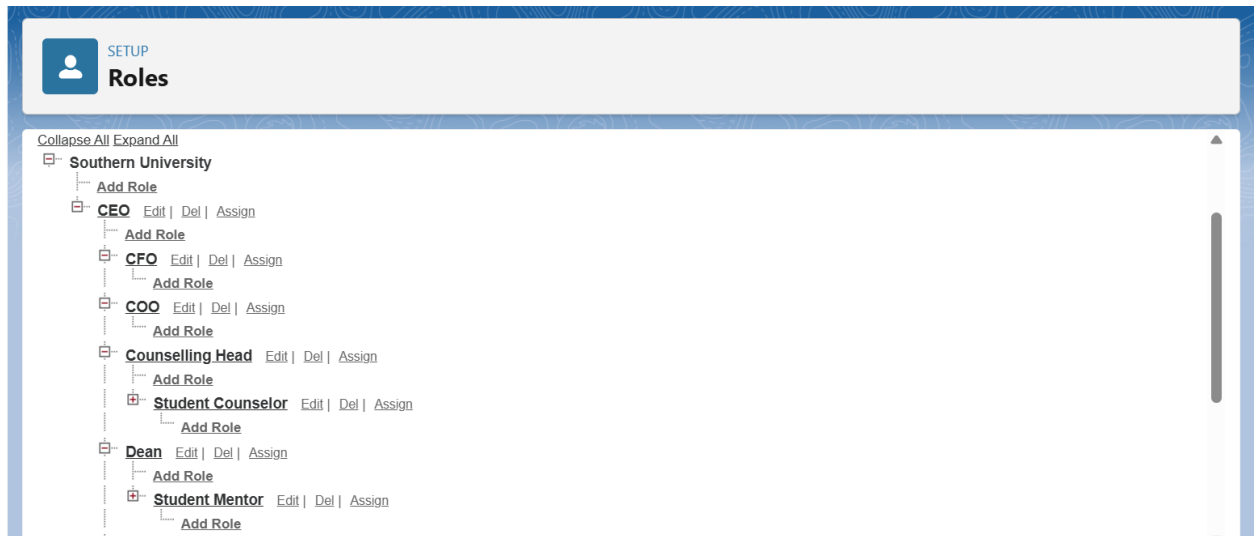 SETUP
Roles
Collapse All Expand All
Southern University
Add Role
CEO Edit | Del | Assign
Add Role
CFO Edit | Del | Assign
Add Role
COO Edit | Del | Assign
Add Role
Counselling Head Edit | Del | Assign
Add Role
Student Counselor Edit | Del | Assign
Add Role
Dean Edit | Del | Assign
Add Role
Student Mentor Edit | Del | Assign
Add Role